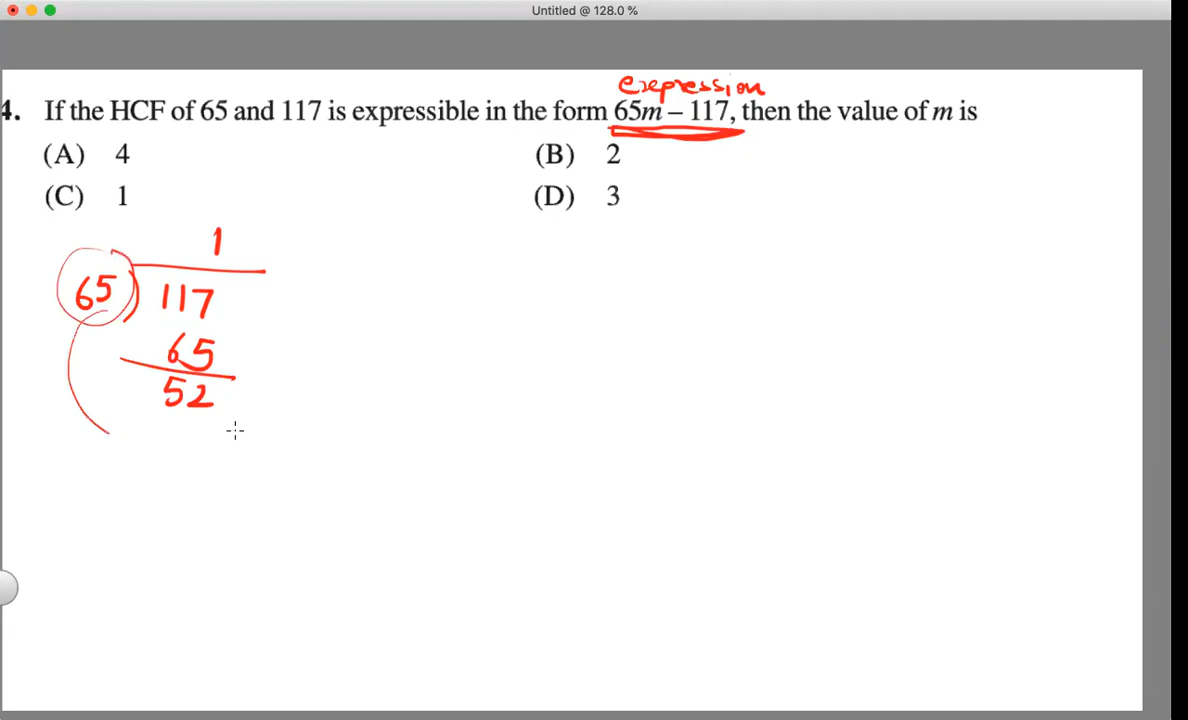 Untitled @ 128.0 %
expression
4. If the HCF of 65 and 117 is expressible in the form 65m – 117, then the value of m is
(A) 4 (B) 2
(C) 1 (D) 3
1
65) 117
65
52